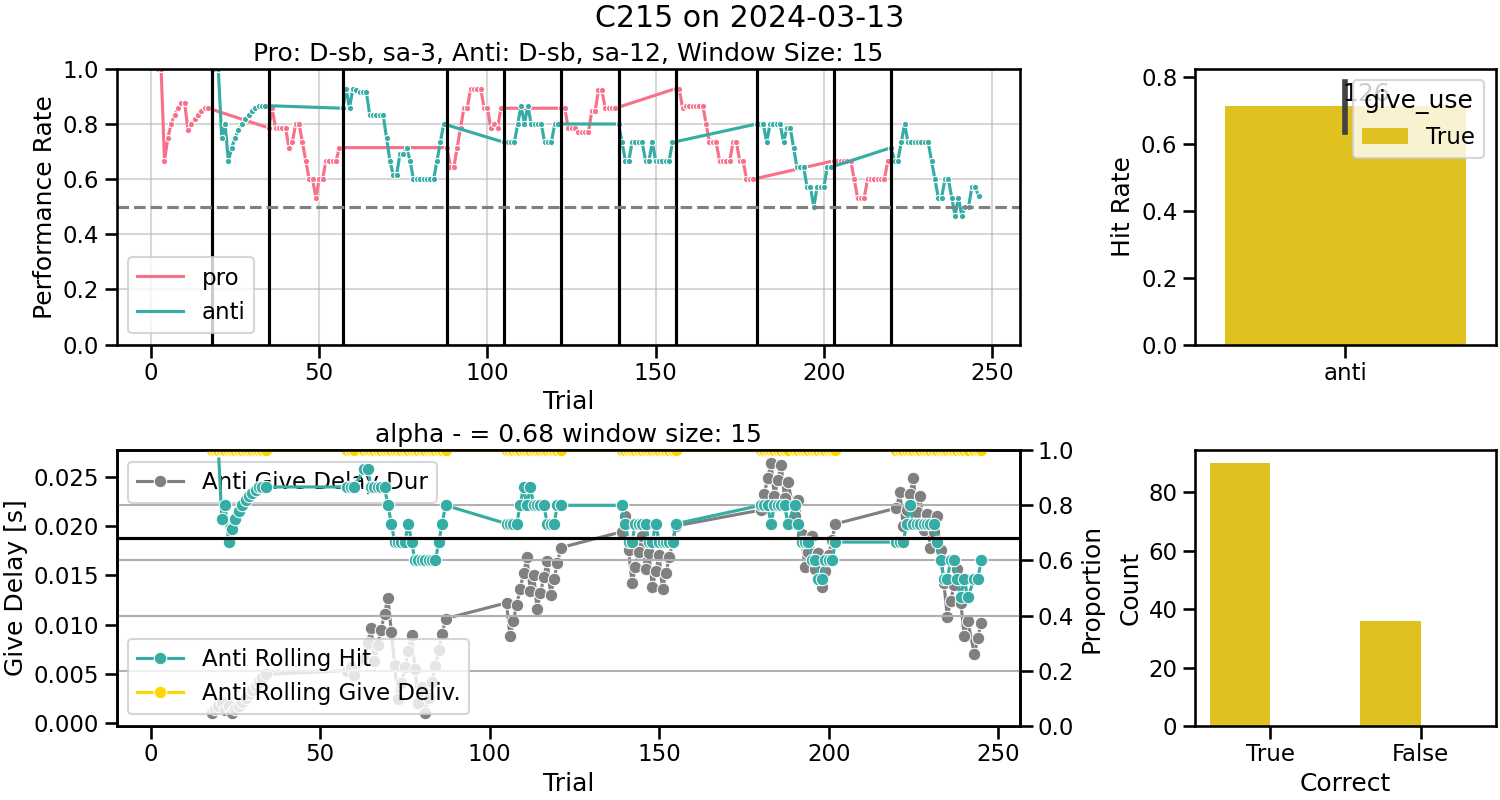 C215 on 2024-03-13
Pro: D-sb, sa-3, Anti: D-sb, sa-12, Window Size: 15
Performance Rate
1.0
0.8
0.6
0.4
0.2
0.0
pro
anti
0
50
100
150
200
250
Trial
Hit Rate
0.8
0.6
0.4
0.2
0.0
126
give_use
True
anti
alpha - = 0.68 window size: 15
Give Delay [s]
0.025
0.020
0.015
0.010
0.005
0.000
Anti Give Delay Dur
Anti Rolling Hit
Anti Rolling Give Deliv.
1.0
0.8
0.6
0.4
0.2
0.0
Proportion
0
50
100
150
200
250
Trial
Count
80
60
40
20
0
True
False
Correct